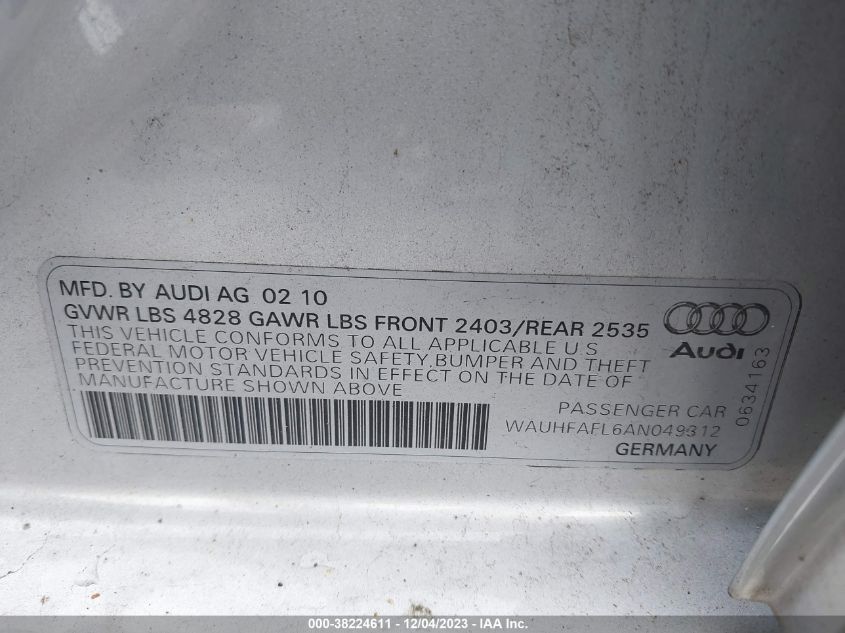 MFD. BY AUDI AG 02 10
GVWR LBS 4828 GAWR LBS FRONT 2403/REAR 2535
THIS VEHICLE CONFORMS TO ALL APPLICABLE U S
FEDERAL MOTOR VEHICLE SAFETY, BUMPER AND THEFT
PREVENTION STANDARDS IN EFFECT ON THE DATE OF
MANUFACTURE SHOWN ABOVE
Audi
0634163
PASSENGER CAR
WAUHFAFL6AN049312
GERMANY
000-38224611 - 12/04/2023 - IAA Inc.